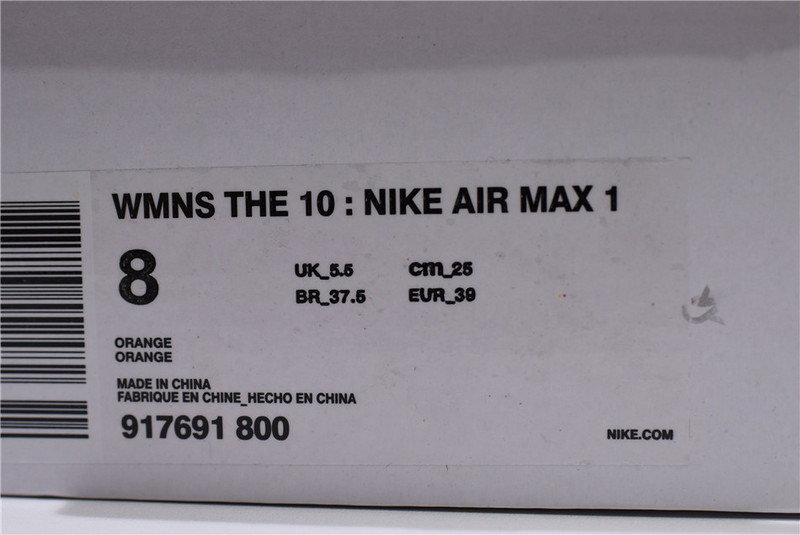 WMNS THE 10 : NIKE AIR MAX 1
8
UK_5.5 cm_25
BR_37.5 EUR_39
ORANGE
ORANGE
MADE IN CHINA
FABRIQUE EN CHINE_HECHO EN CHINA
917691 800
NIKE.COM